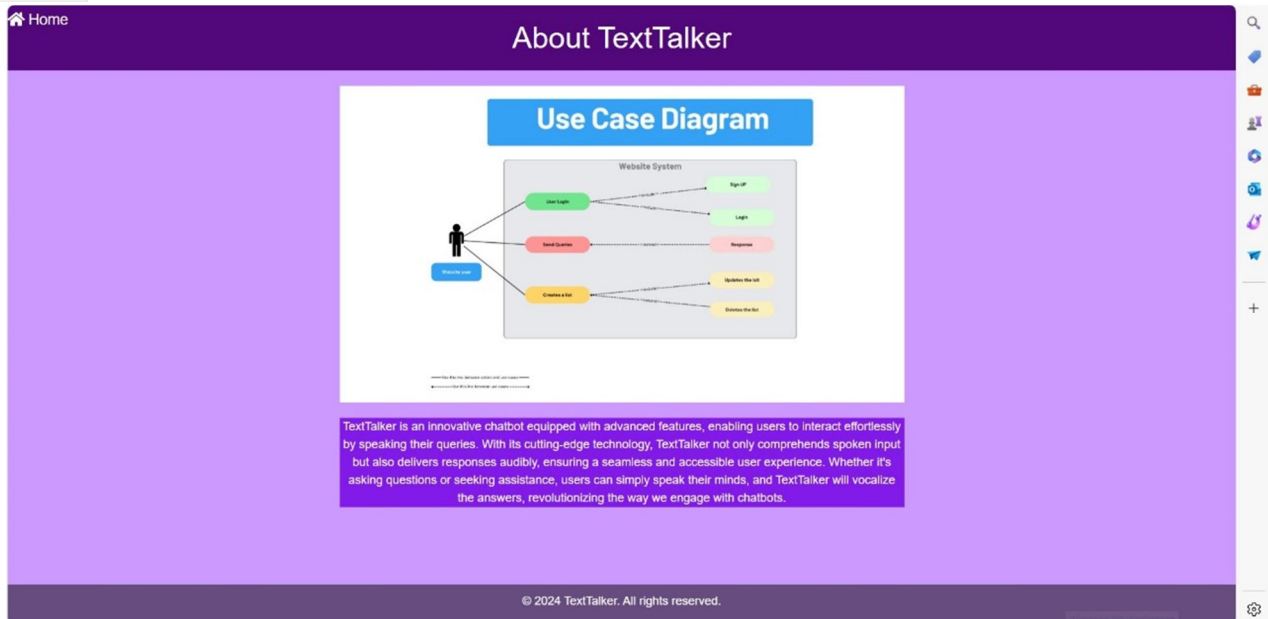 Home
About TextTalker
Use Case Diagram
Website System
User Login
Sign UP
Login
Send Queries
Response
Website user
Updates the list
Creates a list
Deletes the list
TextTalker is an innovative chatbot equipped with advanced features, enabling users to interact effortlessly
by speaking their queries. With its cutting-edge technology, TextTalker not only comprehends spoken input
but also delivers responses audibly, ensuring a seamless and accessible user experience. Whether it's
asking questions or seeking assistance, users can simply speak their minds, and TextTalker will vocalize
the answers, revolutionizing the way we engage with chatbots.
© 2024 TextTalker. All rights reserved.